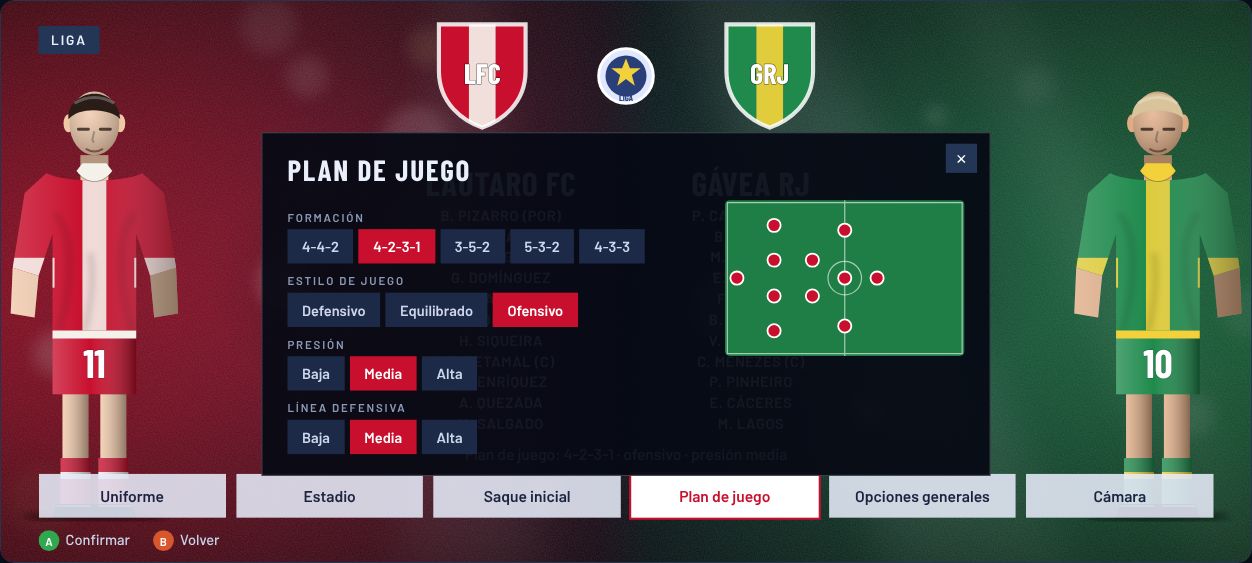 LIGA
LFC
LIGA
GRJ
PLAN DE JUEGO
×
LAUTARO FC
GÁVEA RJ
B. PIZARRO (POR)
P. CA
FORMACIÓN
4-4-2
4-2-3-1
3-5-2
5-3-2
4-3-3
G. DOMÍNGUEZ
ESTILO DE JUEGO
Defensivo
Equilibrado
Ofensivo
H. SIQUEIRA
PRESIÓN
Baja
Media
Alta
ETAMAL (C)
C. MENEZES (C)
ENRÍQUEZ
P. PINHEIRO
A. QUEZADA
E. CÁCERES
LÍNEA DEFENSIVA
Baja
Media
Alta
SALGADO
M. LAGOS
Plan de juego: 4-2-3-1 · ofensivo · presión media
11
10
Uniforme
Estadio
Saque inicial
Plan de juego
Opciones generales
Cámara
A Confirmar
B Volver